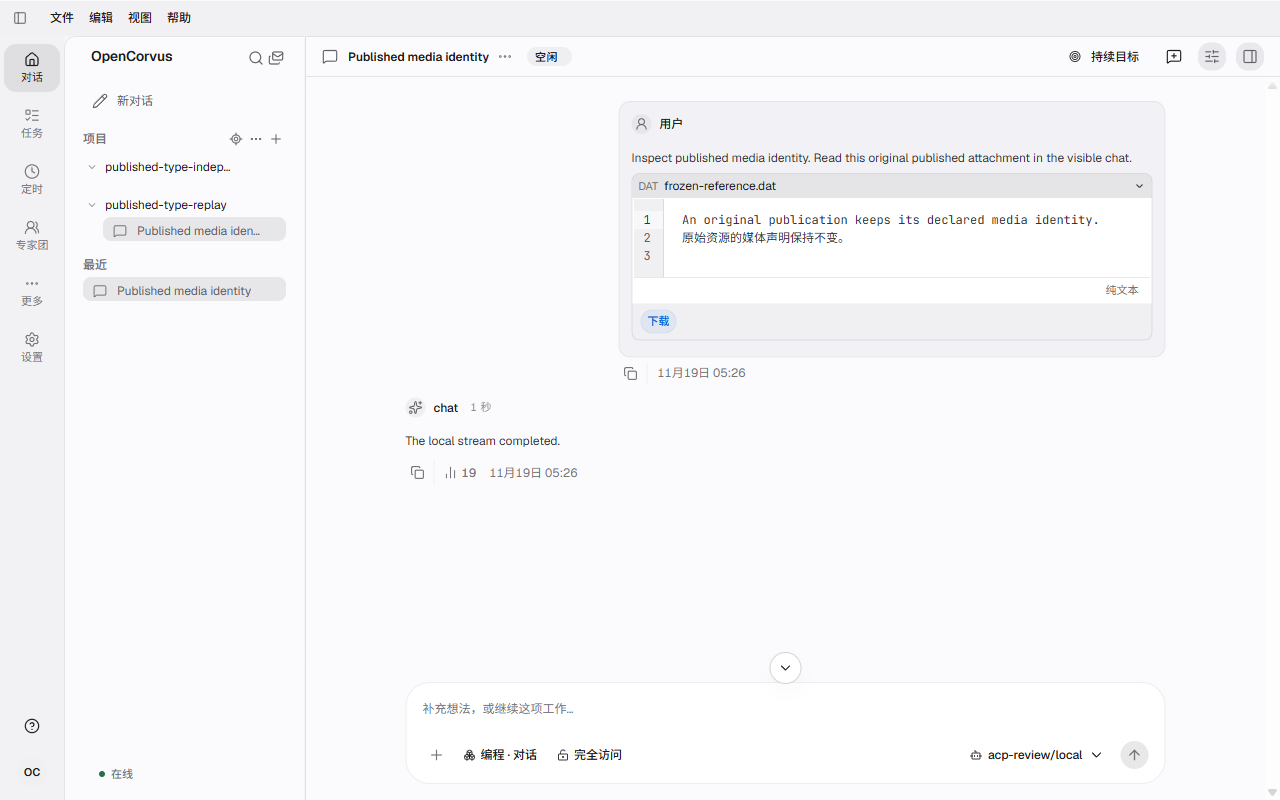 文件 编辑 视图 帮助
对话
任务
定时
专家团
更多
设置
OC
OpenCorvus
新对话
项目
published-type-indep…
published-type-replay
Published media iden…
最近
Published media identity
在线
Published media identity 空闲
持续目标
用户
Inspect published media identity. Read this original published attachment in the visible chat.
DAT frozen-reference.dat
1 An original publication keeps its declared media identity.
2 原始资源的媒体声明保持不变。
3
纯文本
下载
11月19日 05:26
chat 1 秒
The local stream completed.
19 11月19日 05:26
补充想法，或继续这项工作…
编程 · 对话 完全访问 acp-review/local